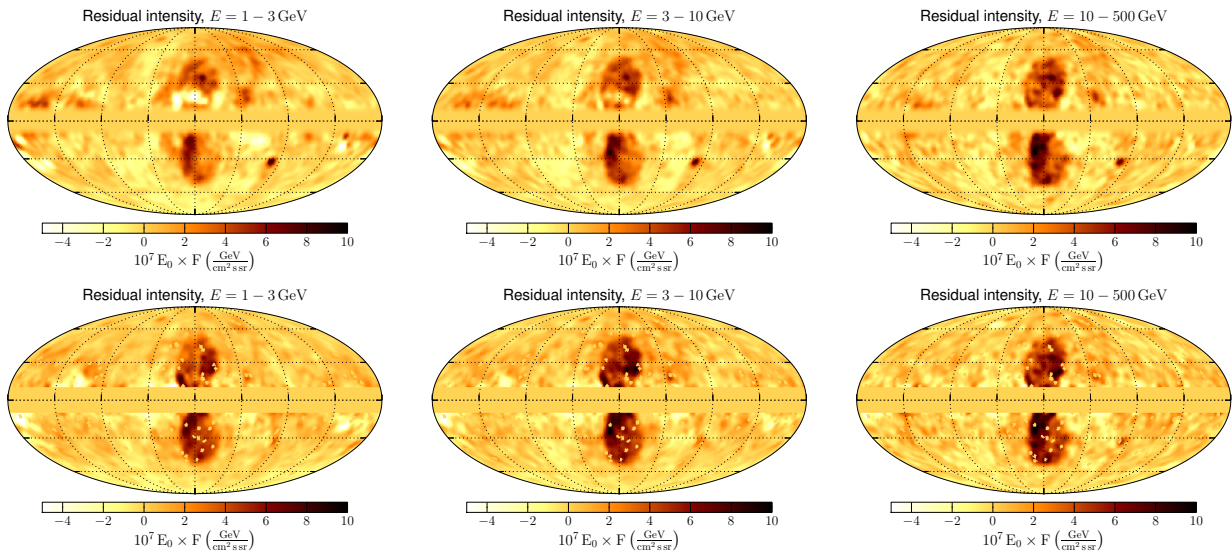 Residual intensity, E = 1 − 3 GeV
Residual intensity, E = 3 − 10 GeV
Residual intensity, E = 10 − 500 GeV
−4 −2 0 2 4 6 8 10
−4 −2 0 2 4 6 8 10
−4 −2 0 2 4 6 8 10
10^7 E_0 × F (GeV / cm^2 s sr)
10^7 E_0 × F (GeV / cm^2 s sr)
10^7 E_0 × F (GeV / cm^2 s sr)
Residual intensity, E = 1 − 3 GeV
Residual intensity, E = 3 − 10 GeV
Residual intensity, E = 10 − 500 GeV
−4 −2 0 2 4 6 8 10
−4 −2 0 2 4 6 8 10
−4 −2 0 2 4 6 8 10
10^7 E_0 × F (GeV / cm^2 s sr)
10^7 E_0 × F (GeV / cm^2 s sr)
10^7 E_0 × F (GeV / cm^2 s sr)